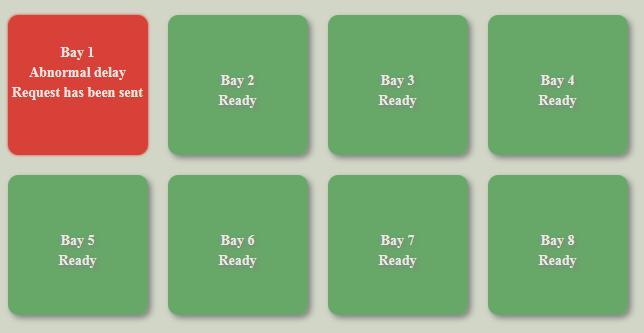 Bay 1
Abnormal delay
Request has been sent
Bay 2
Ready
Bay 3
Ready
Bay 4
Ready
Bay 5
Ready
Bay 6
Ready
Bay 7
Ready
Bay 8
Ready